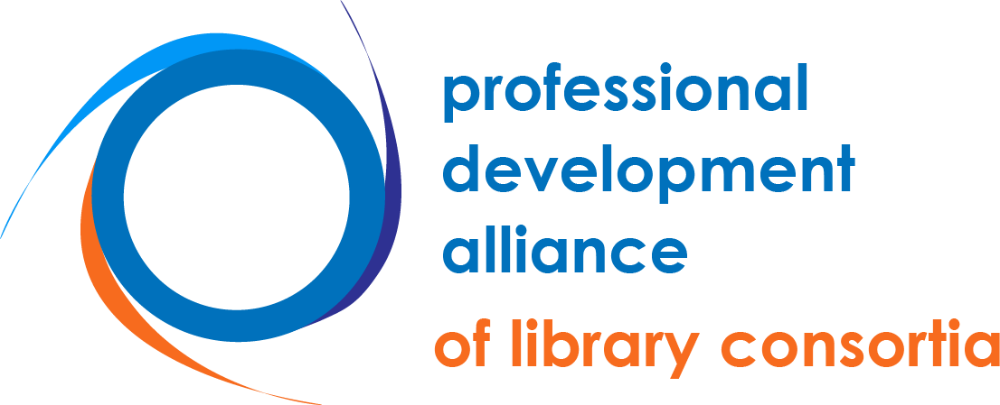 professional
development
alliance
of library consortia